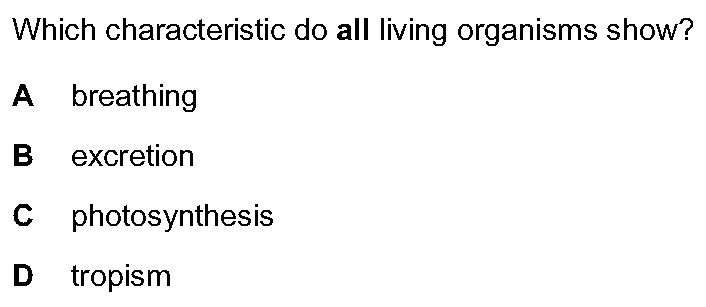 Which characteristic do all living organisms show?
A breathing
B excretion
C photosynthesis
D tropism